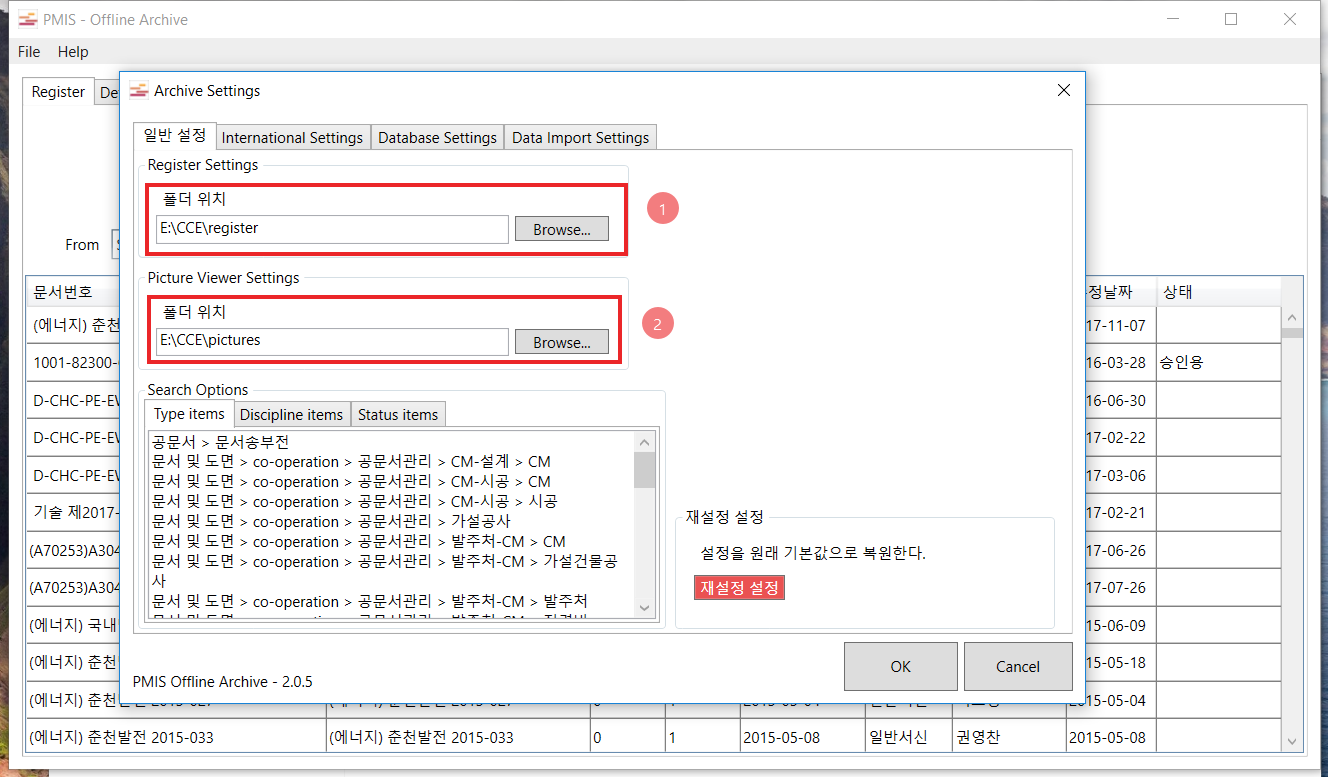 PMIS - Offline Archive
File Help
Register
Archive Settings
일반 설정 International Settings Database Settings Data Import Settings
Register Settings
폴더 위치
E:\CCE\register Browse...
1
Picture Viewer Settings
폴더 위치
E:\CCE\pictures Browse...
2
Search Options
Type items Discipline items Status items
공문서 > 문서송부전
문서 및 도면 > co-operation > 공문서관리 > CM-설계 > CM
문서 및 도면 > co-operation > 공문서관리 > CM-시공 > CM
문서 및 도면 > co-operation > 공문서관리 > CM-시공 > 시공
문서 및 도면 > co-operation > 공문서관리 > 가설공사
문서 및 도면 > co-operation > 공문서관리 > 발주처-CM > CM
문서 및 도면 > co-operation > 공문서관리 > 발주처-CM > 가설건물공
사
문서 및 도면 > co-operation > 공문서관리 > 발주처-CM > 발주처
재설정 설정
설정을 원래 기본값으로 복원한다.
재설정 설정
OK Cancel
PMIS Offline Archive - 2.0.5
From
문서번호 정날짜 상태
(에너지) 춘천 17-11-07
1001-82300- 16-03-28 승인용
D-CHC-PE-EW 16-06-30
D-CHC-PE-EW 17-02-22
D-CHC-PE-EW 17-03-06
기술 제2017- 17-02-21
(A70253)A304 17-06-26
(A70253)A304 17-07-26
(에너지) 국내 15-06-09
(에너지) 춘천 15-05-18
(에너지) 춘천발전 15-05-04
(에너지) 춘천발전 2015-033 (에너지) 춘천발전 2015-033 0 1 2015-05-08 일반서신 권영찬 2015-05-08